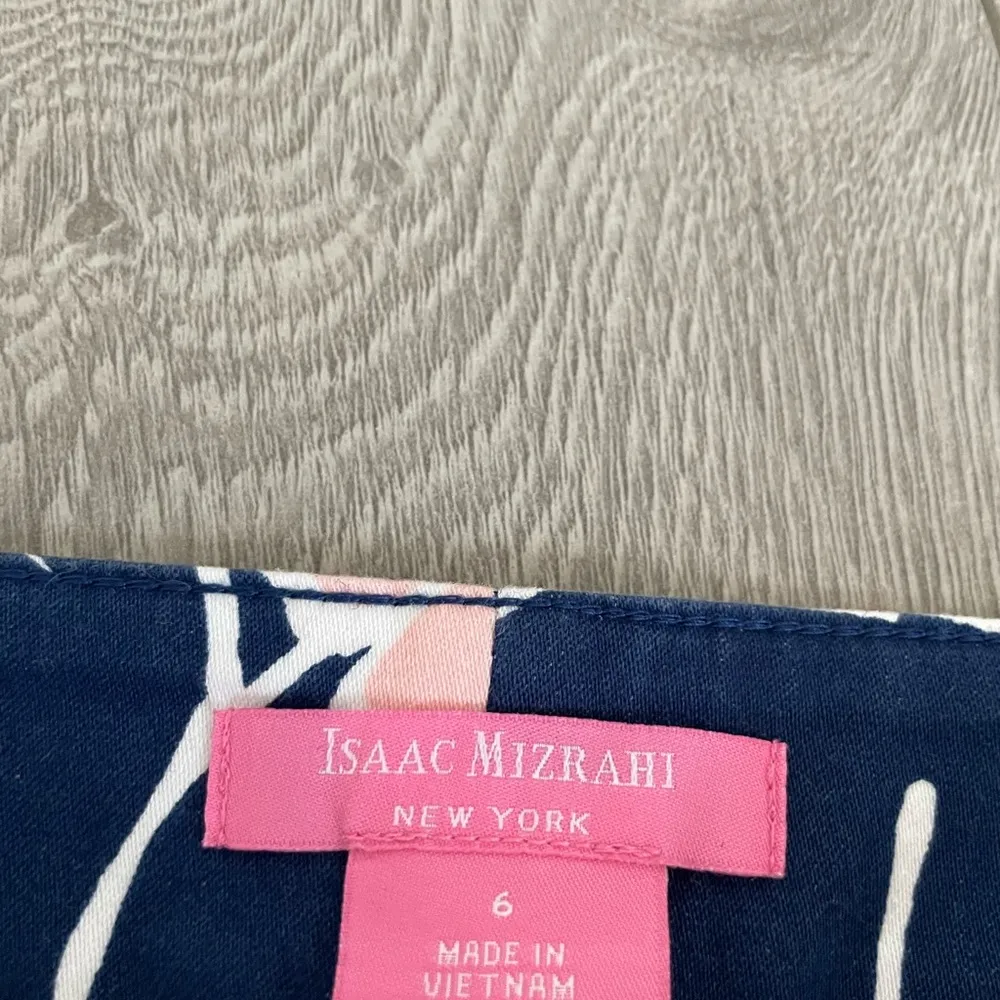 ISAAC MIZRAHI
NEW YORK
6
MADE IN
VIETNAM